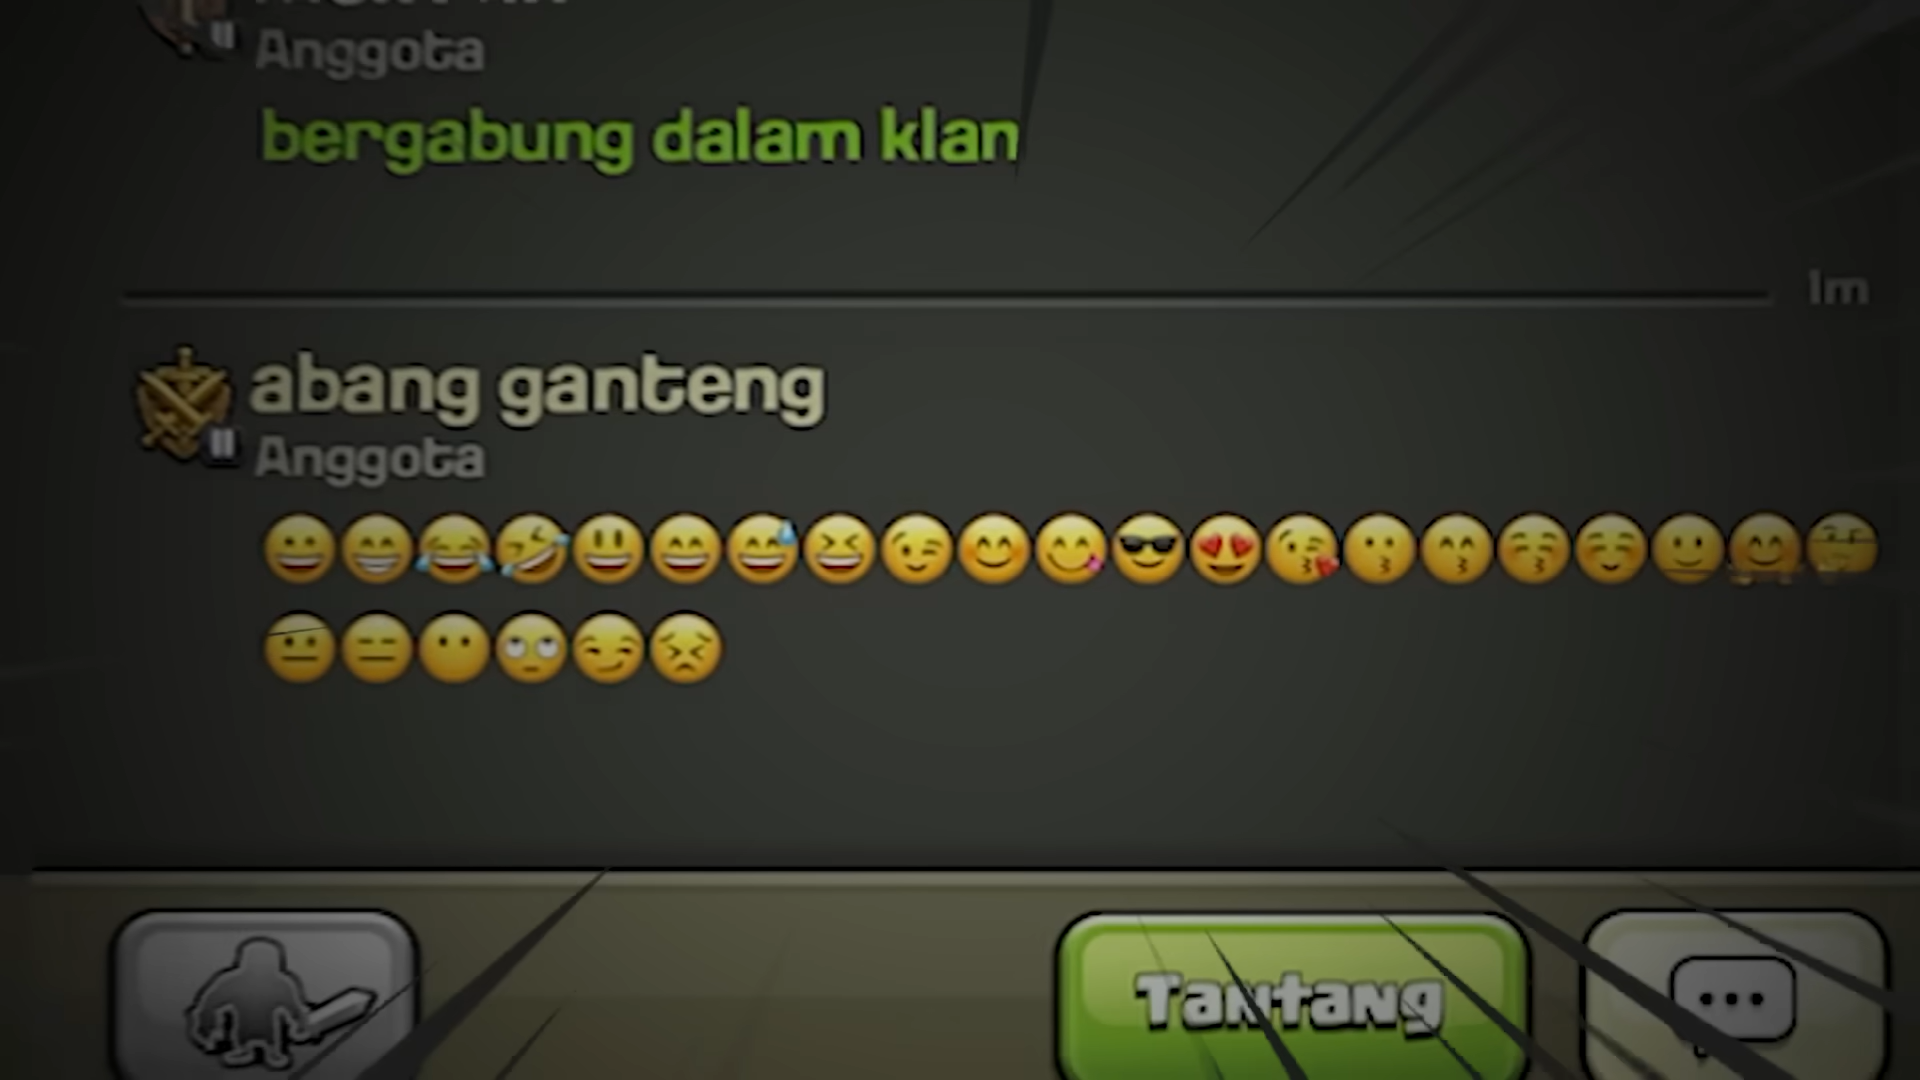 Anggota
bergabung dalam klan
1m
abang ganteng
Anggota
😀😁😂🤣😃😄😅😆😉😊😋😎😍😘😗😙😚☺️🙂
😐😑😶🙄😏😣
Tantang